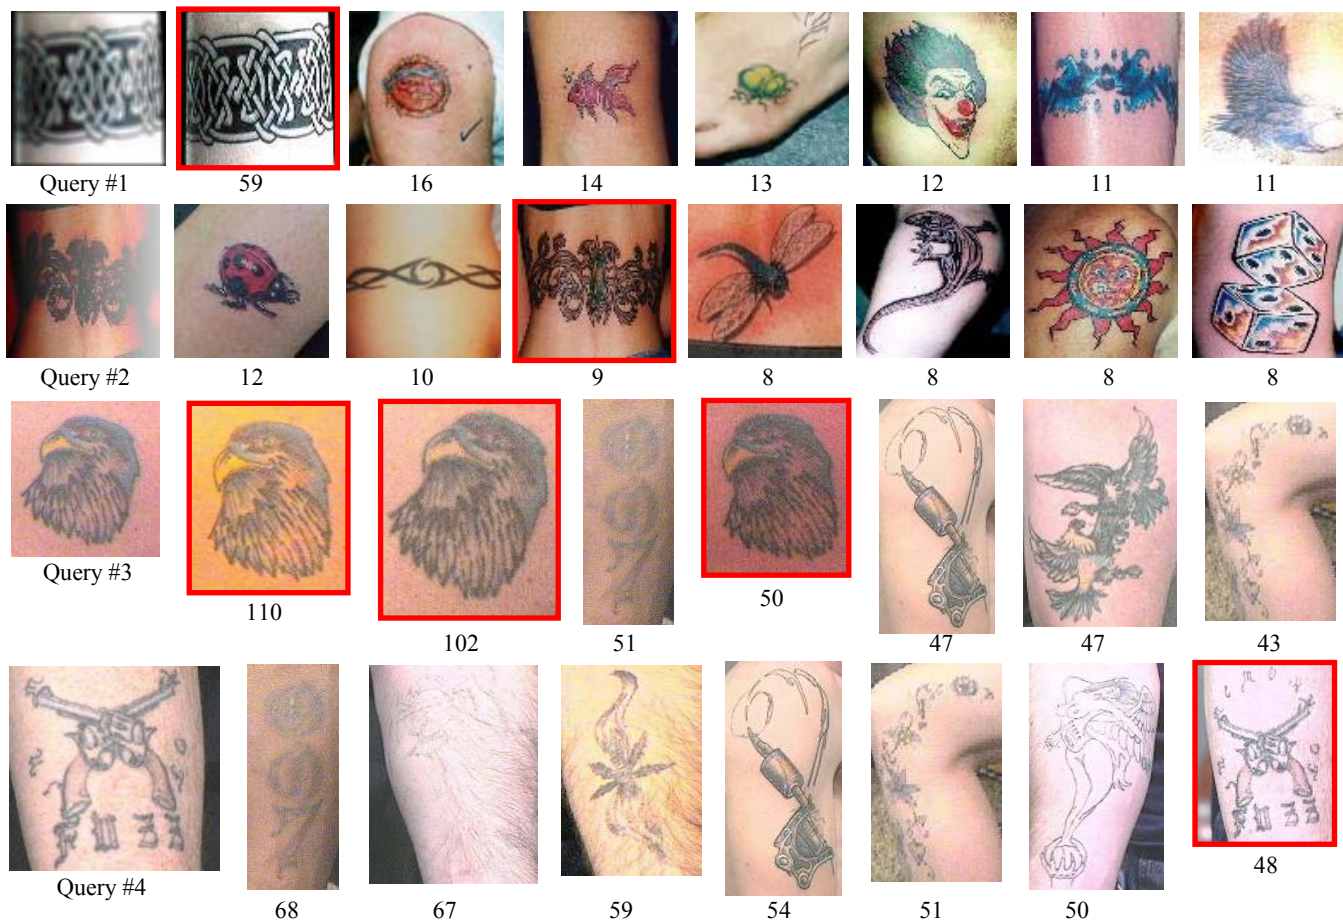 Query #1 59 16 14 13 12 11 11
Query #2 12 10 9 8 8 8 8
Query #3 110 102 51 50 47 47 43
Query #4 68 67 59 54 51 50 48